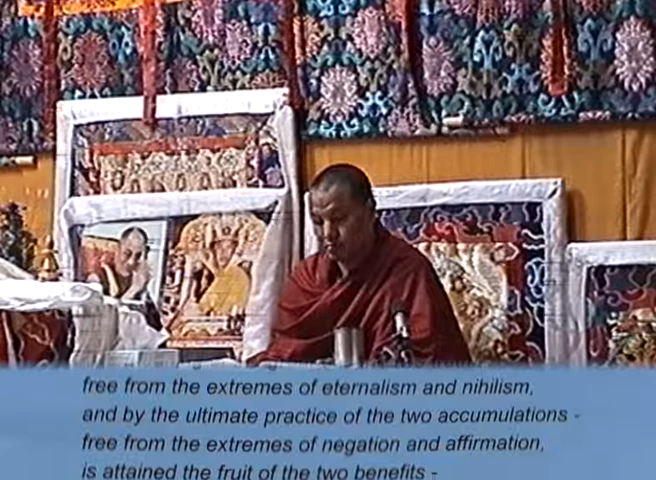 free from the extremes of eternalism and nihilism,
and by the ultimate practice of the two accumulations -
free from the extremes of negation and affirmation,
is attained the fruit of the two benefits -